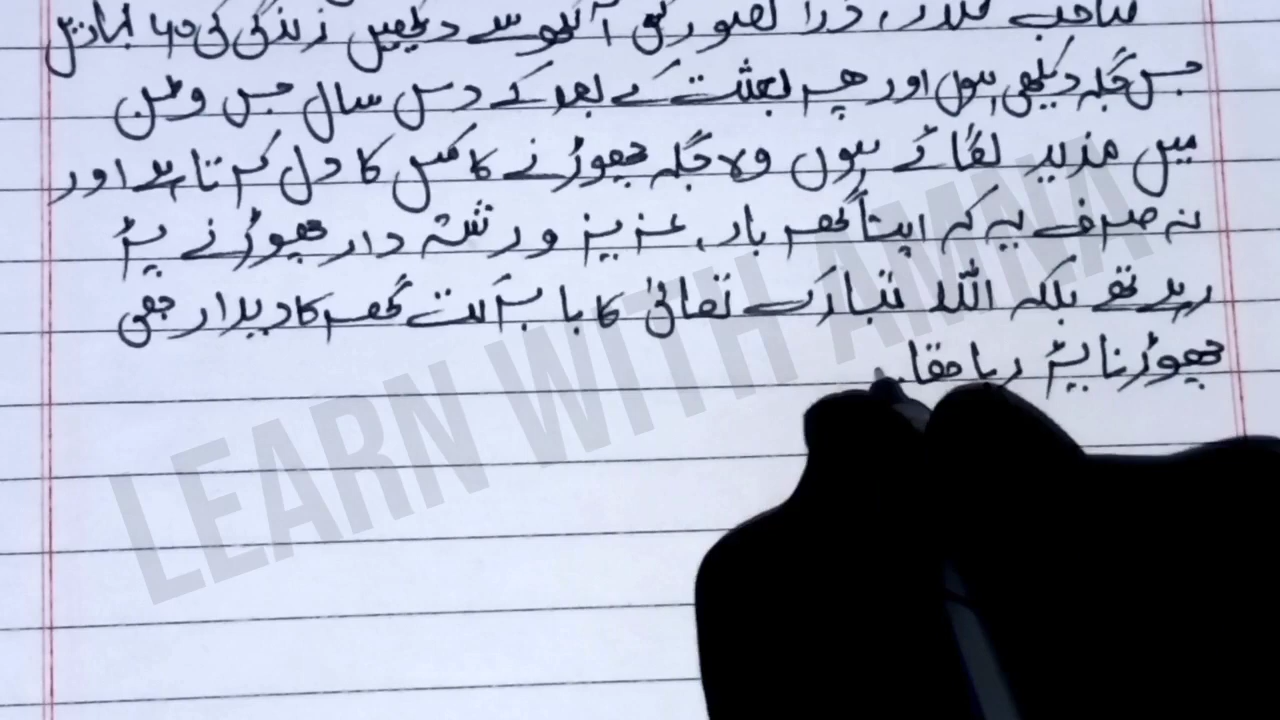 صاحب صدر، ذرا تصور کی آنکھ سے دیکھیں زندگی کی 40 بہاریں
جس جگہ دیکھی ہوں اور پھر بعثت کے بعد کے دس سال جس وطن
میں مزید لگائے ہوں وہ جگہ چھوڑنے کا کس کا دل کرتا ہے اور
نہ صرف یہ کہ اپنا گھر بار، عزیز و رشتہ دار چھوڑنے پڑ
رہے تھے بلکہ اللہ تبارک تعالیٰ کا بابرکت گھر کا دیدار بھی
چھوڑنا پڑ رہا تھا۔
LEARN WITH AMNA